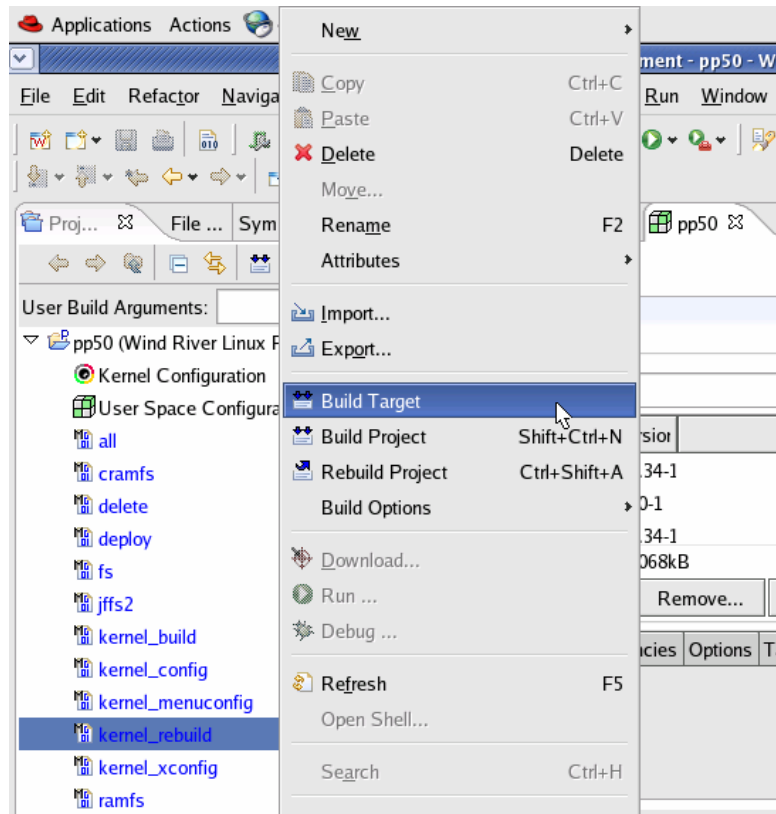 Applications Actions
ment - pp50 - W
File Edit Refactor Naviga
Run Window
Proj... File ... Sym
pp50
User Build Arguments:
pp50 (Wind River Linux P
Kernel Configuration
User Space Configura
all
cramfs
delete
deploy
fs
jffs2
kernel_build
kernel_config
kernel_menuconfig
kernel_rebuild
kernel_xconfig
ramfs
New
Copy Ctrl+C
Paste Ctrl+V
Delete Delete
Move...
Rename F2
Attributes
Import...
Export...
Build Target
Build Project Shift+Ctrl+N
Rebuild Project Ctrl+Shift+A
Build Options
Download...
Run ...
Debug ...
Refresh F5
Open Shell...
Search Ctrl+H
.34-1
0-1
.34-1
068kB
Remove...
ncies Options T